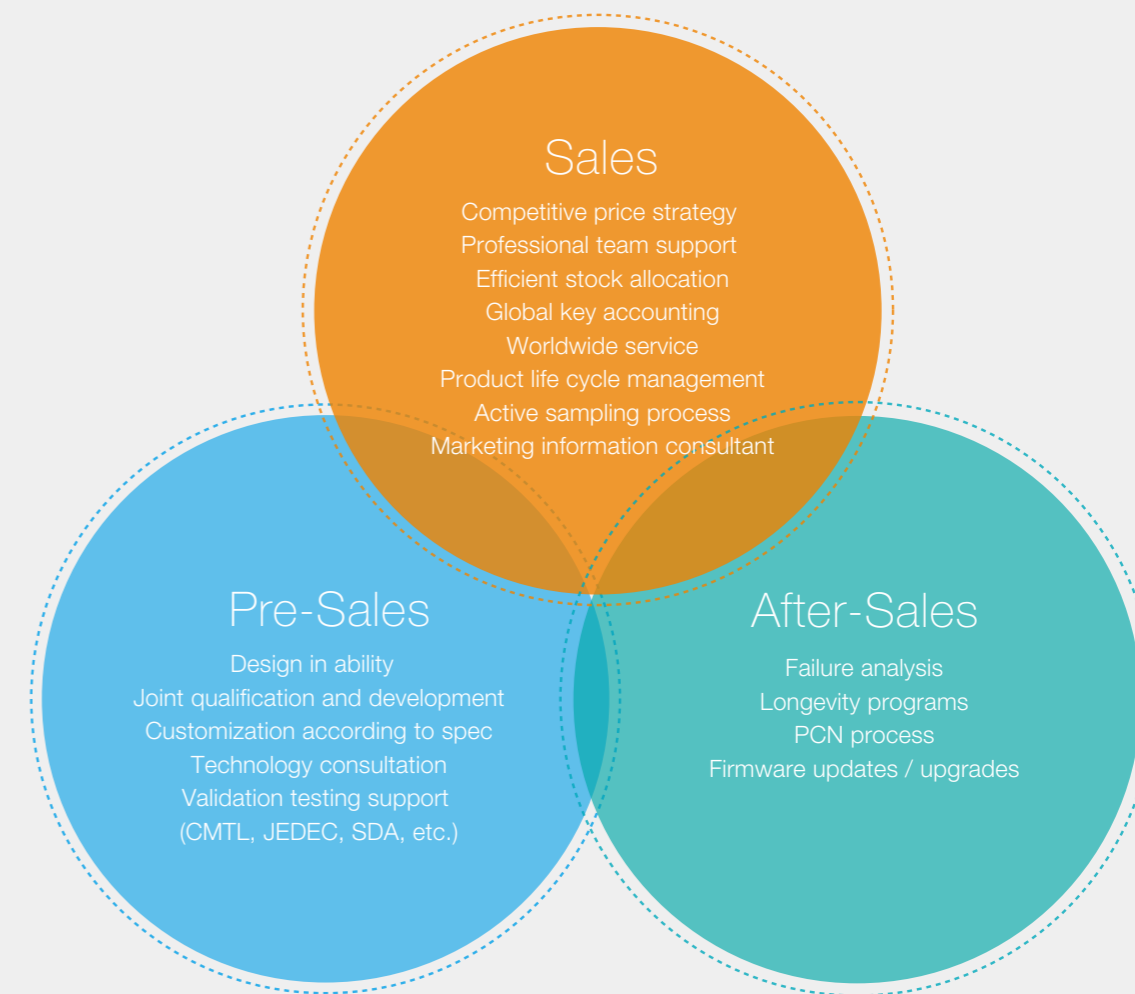 Sales
Competitive price strategy
Professional team support
Efficient stock allocation
Global key accounting
Worldwide service
Product life cycle management
Active sampling process
Marketing information consultant
Pre-Sales
Design in ability
Joint qualification and development
Customization according to spec
Technology consultation
Validation testing support
(CMTL, JEDEC, SDA, etc.)
After-Sales
Failure analysis
Longevity programs
PCN process
Firmware updates / upgrades